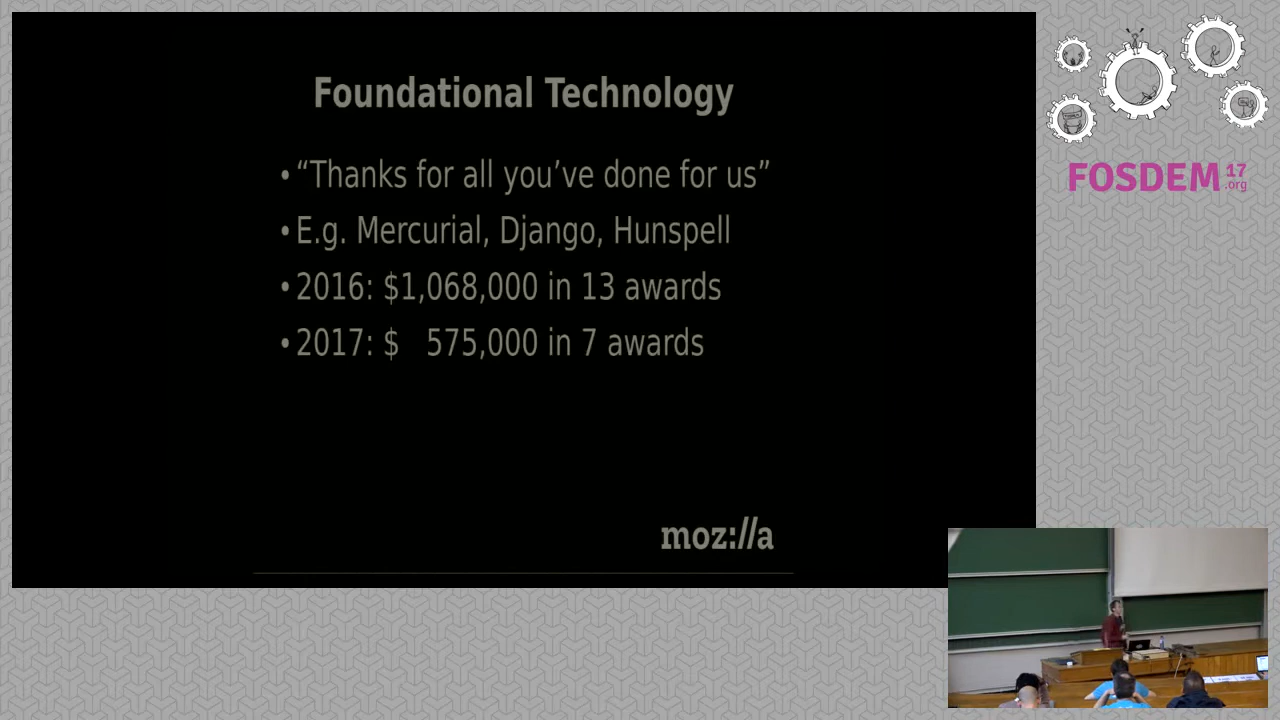 Foundational Technology
• “Thanks for all you’ve done for us”
• E.g. Mercurial, Django, Hunspell
• 2016: $1,068,000 in 13 awards
• 2017: $ 575,000 in 7 awards
moz://a
FOSDEM 17 .org